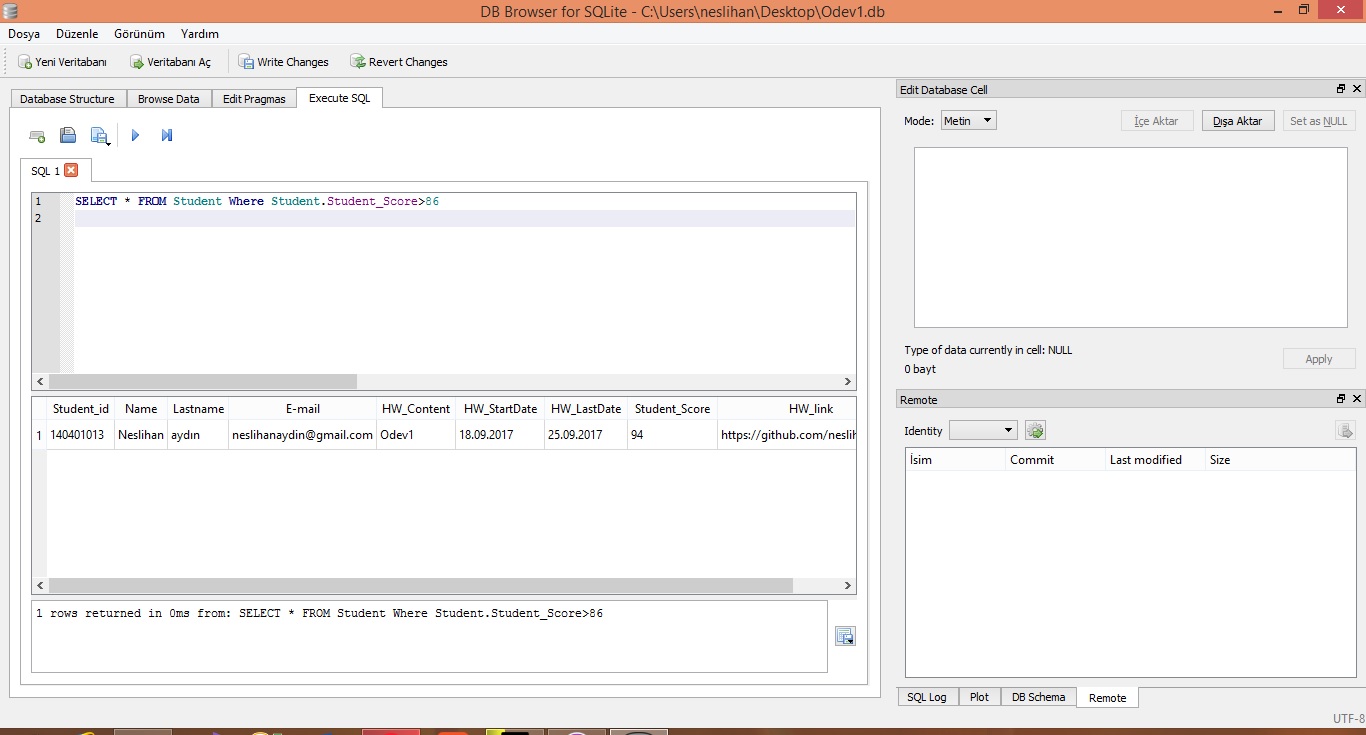 DB Browser for SQLite - C:\Users\neslihan\Desktop\Odev1.db
Dosya Düzenle Görünüm Yardım
Yeni Veritabanı Veritabanı Aç Write Changes Revert Changes
Database Structure Browse Data Edit Pragmas Execute SQL
SQL 1
1 SELECT * FROM Student Where Student.Student_Score>86
2
Student_id Name Lastname E-mail HW_Content HW_StartDate HW_LastDate Student_Score HW_link
1 140401013 Neslihan aydın neslihanaydin@gmail.com Odev1 18.09.2017 25.09.2017 94 https://github.com/neslih
1 rows returned in 0ms from: SELECT * FROM Student Where Student.Student_Score>86
Edit Database Cell
Mode: Metin İçe Aktar Dışa Aktar Set as NULL
Type of data currently in cell: NULL
0 bayt
Apply
Remote
Identity
İsim Commit Last modified Size
SQL Log Plot DB Schema Remote
UTF-8